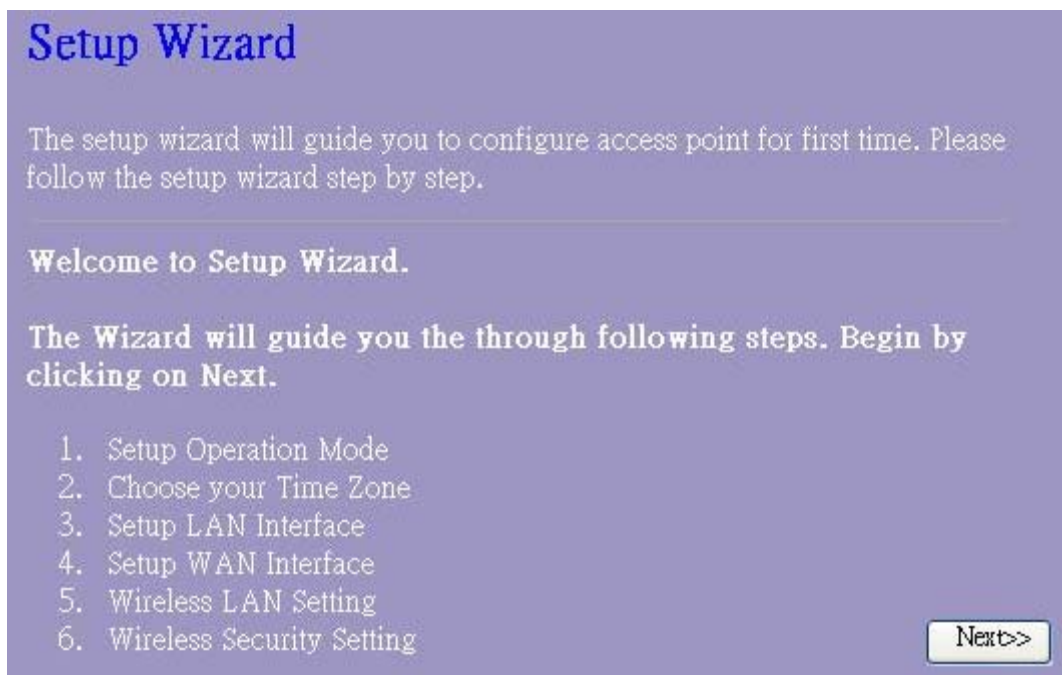 Setup Wizard
The setup wizard will guide you to configure access point for first time. Please
follow the setup wizard step by step.
Welcome to Setup Wizard.
The Wizard will guide you the through following steps. Begin by
clicking on Next.
1. Setup Operation Mode
2. Choose your Time Zone
3. Setup LAN Interface
4. Setup WAN Interface
5. Wireless LAN Setting
6. Wireless Security Setting
Next>>